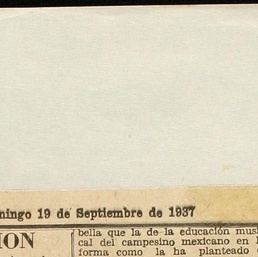 mingo 19 de Septiembre de 1937
ION
bella que la de la educación musi
cal del campesino mexicano en l
forma como la ha planteado